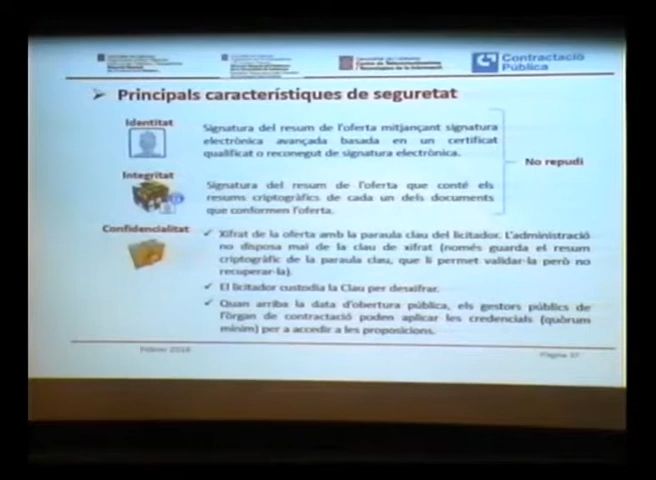 Contractació
Pública
Principals característiques de seguretat
Identitat
Signatura del resum de l'oferta mitjançant signatura
electrònica avançada basada en un certificat
qualificat o reconegut de signatura electrònica.
No repudi
Integritat
Signatura del resum de l'oferta que conté els
resums criptogràfics de cada un dels documents
que conformen l'oferta.
Confidencialitat
✓ Xifrat de la oferta amb la paraula clau del licitador. L'administració
no disposa mai de la clau de xifrat (només guarda el resum
criptogràfic de la paraula clau, que li permet validar-la però no
recuperar-la).
✓ El licitador custodia la Clau per desxifrar.
✓ Quan arriba la data d'obertura pública, els gestors públics de
l'òrgan de contractació poden aplicar les credencials (quòrum
mínim) per a accedir a les proposicions.
Febrer 2018
Pàgina 37